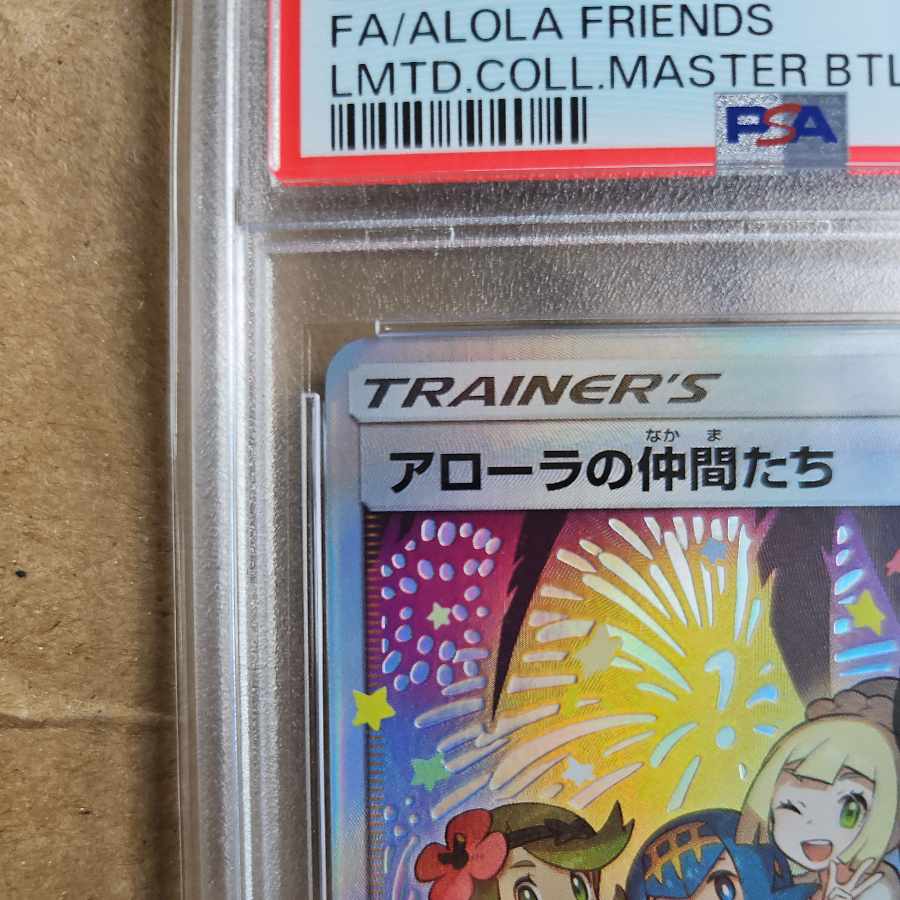 FA/ALOLA FRIENDS
LMTD.COLL.MASTER BTL
PSA
TRAINER'S
なか ま
アローラの仲間たち